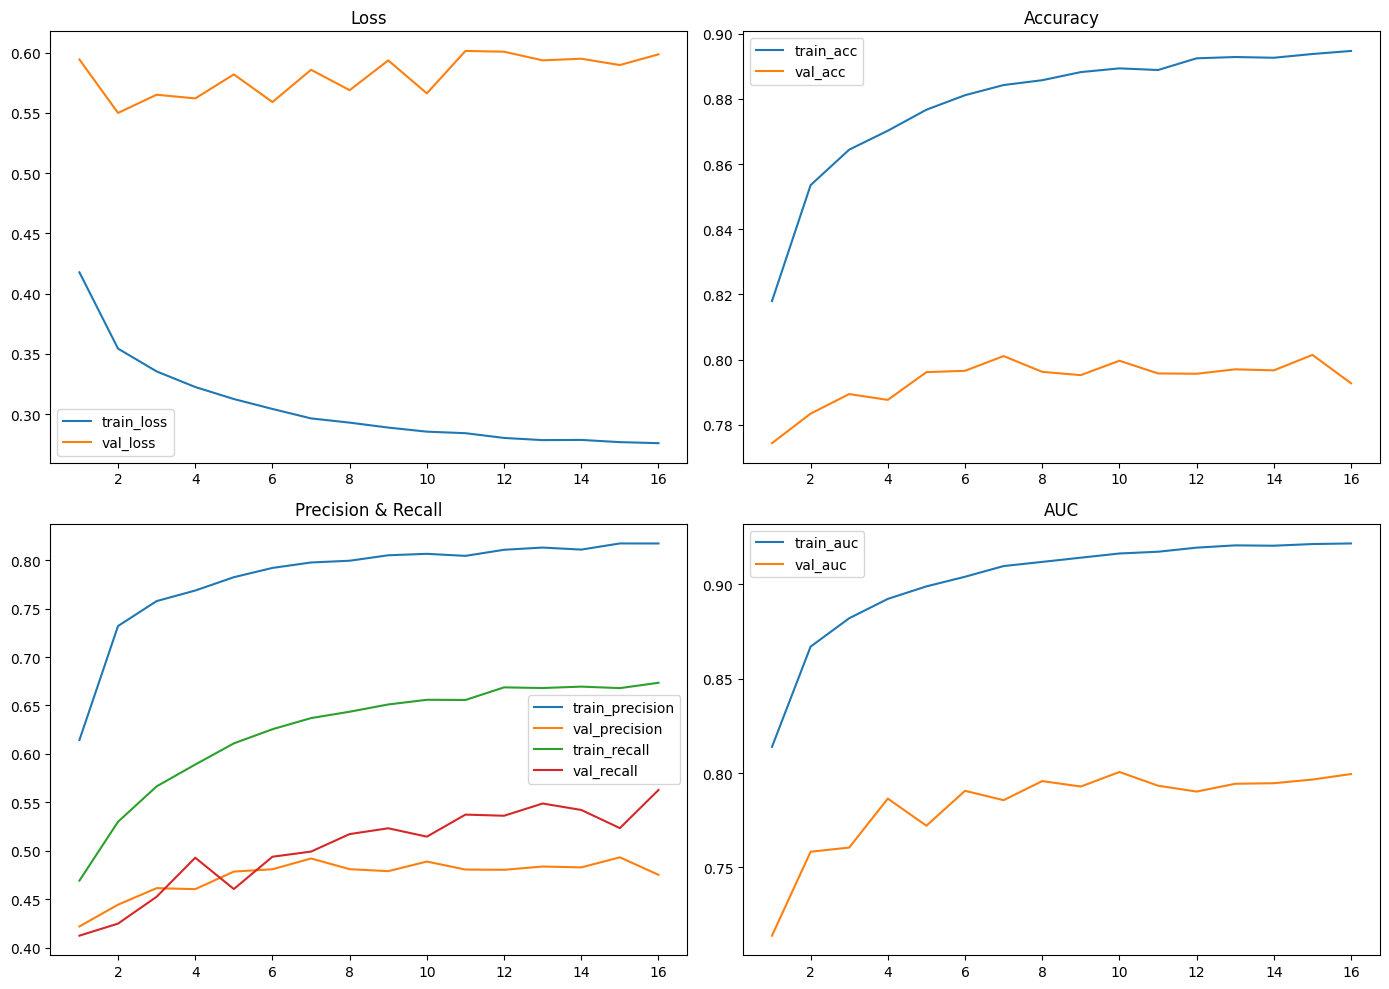 Loss
0.60
0.55
0.50
0.45
0.40
0.35
0.30
train_loss
val_loss
2 4 6 8 10 12 14 16
Accuracy
0.90
0.88
0.86
0.84
0.82
0.80
0.78
train_acc
val_acc
2 4 6 8 10 12 14 16
Precision & Recall
0.80
0.75
0.70
0.65
0.60
0.55
0.50
0.45
0.40
train_precision
val_precision
train_recall
val_recall
2 4 6 8 10 12 14 16
AUC
0.90
0.85
0.80
0.75
train_auc
val_auc
2 4 6 8 10 12 14 16